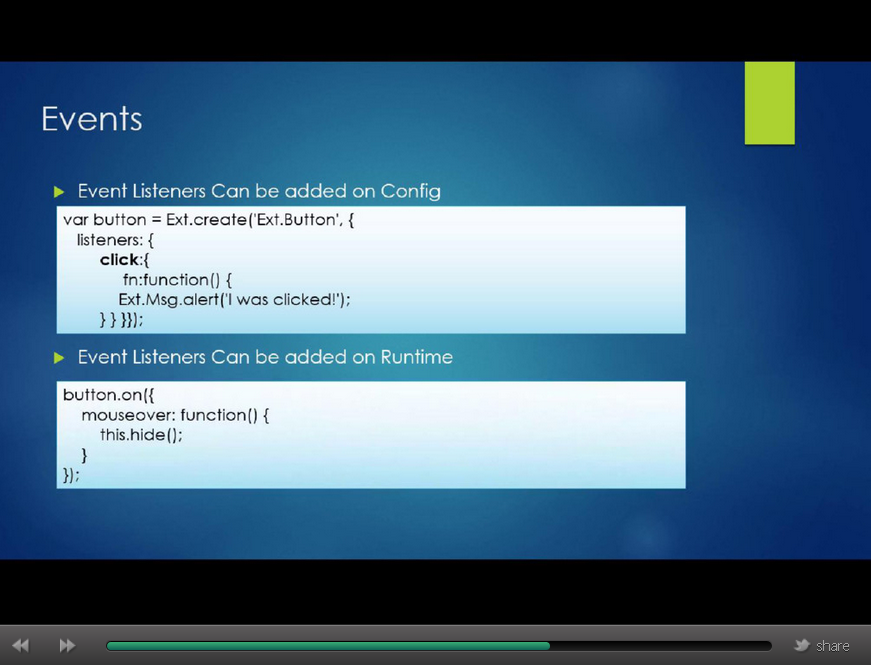 Events
Event Listeners Can be added on Config
var button = Ext.create('Ext.Button', {
listeners: {
click:{
fn:function() {
Ext.Msg.alert('I was clicked!');
} } }});
Event Listeners Can be added on Runtime
button.on({
mouseover: function() {
this.hide();
}
});
share